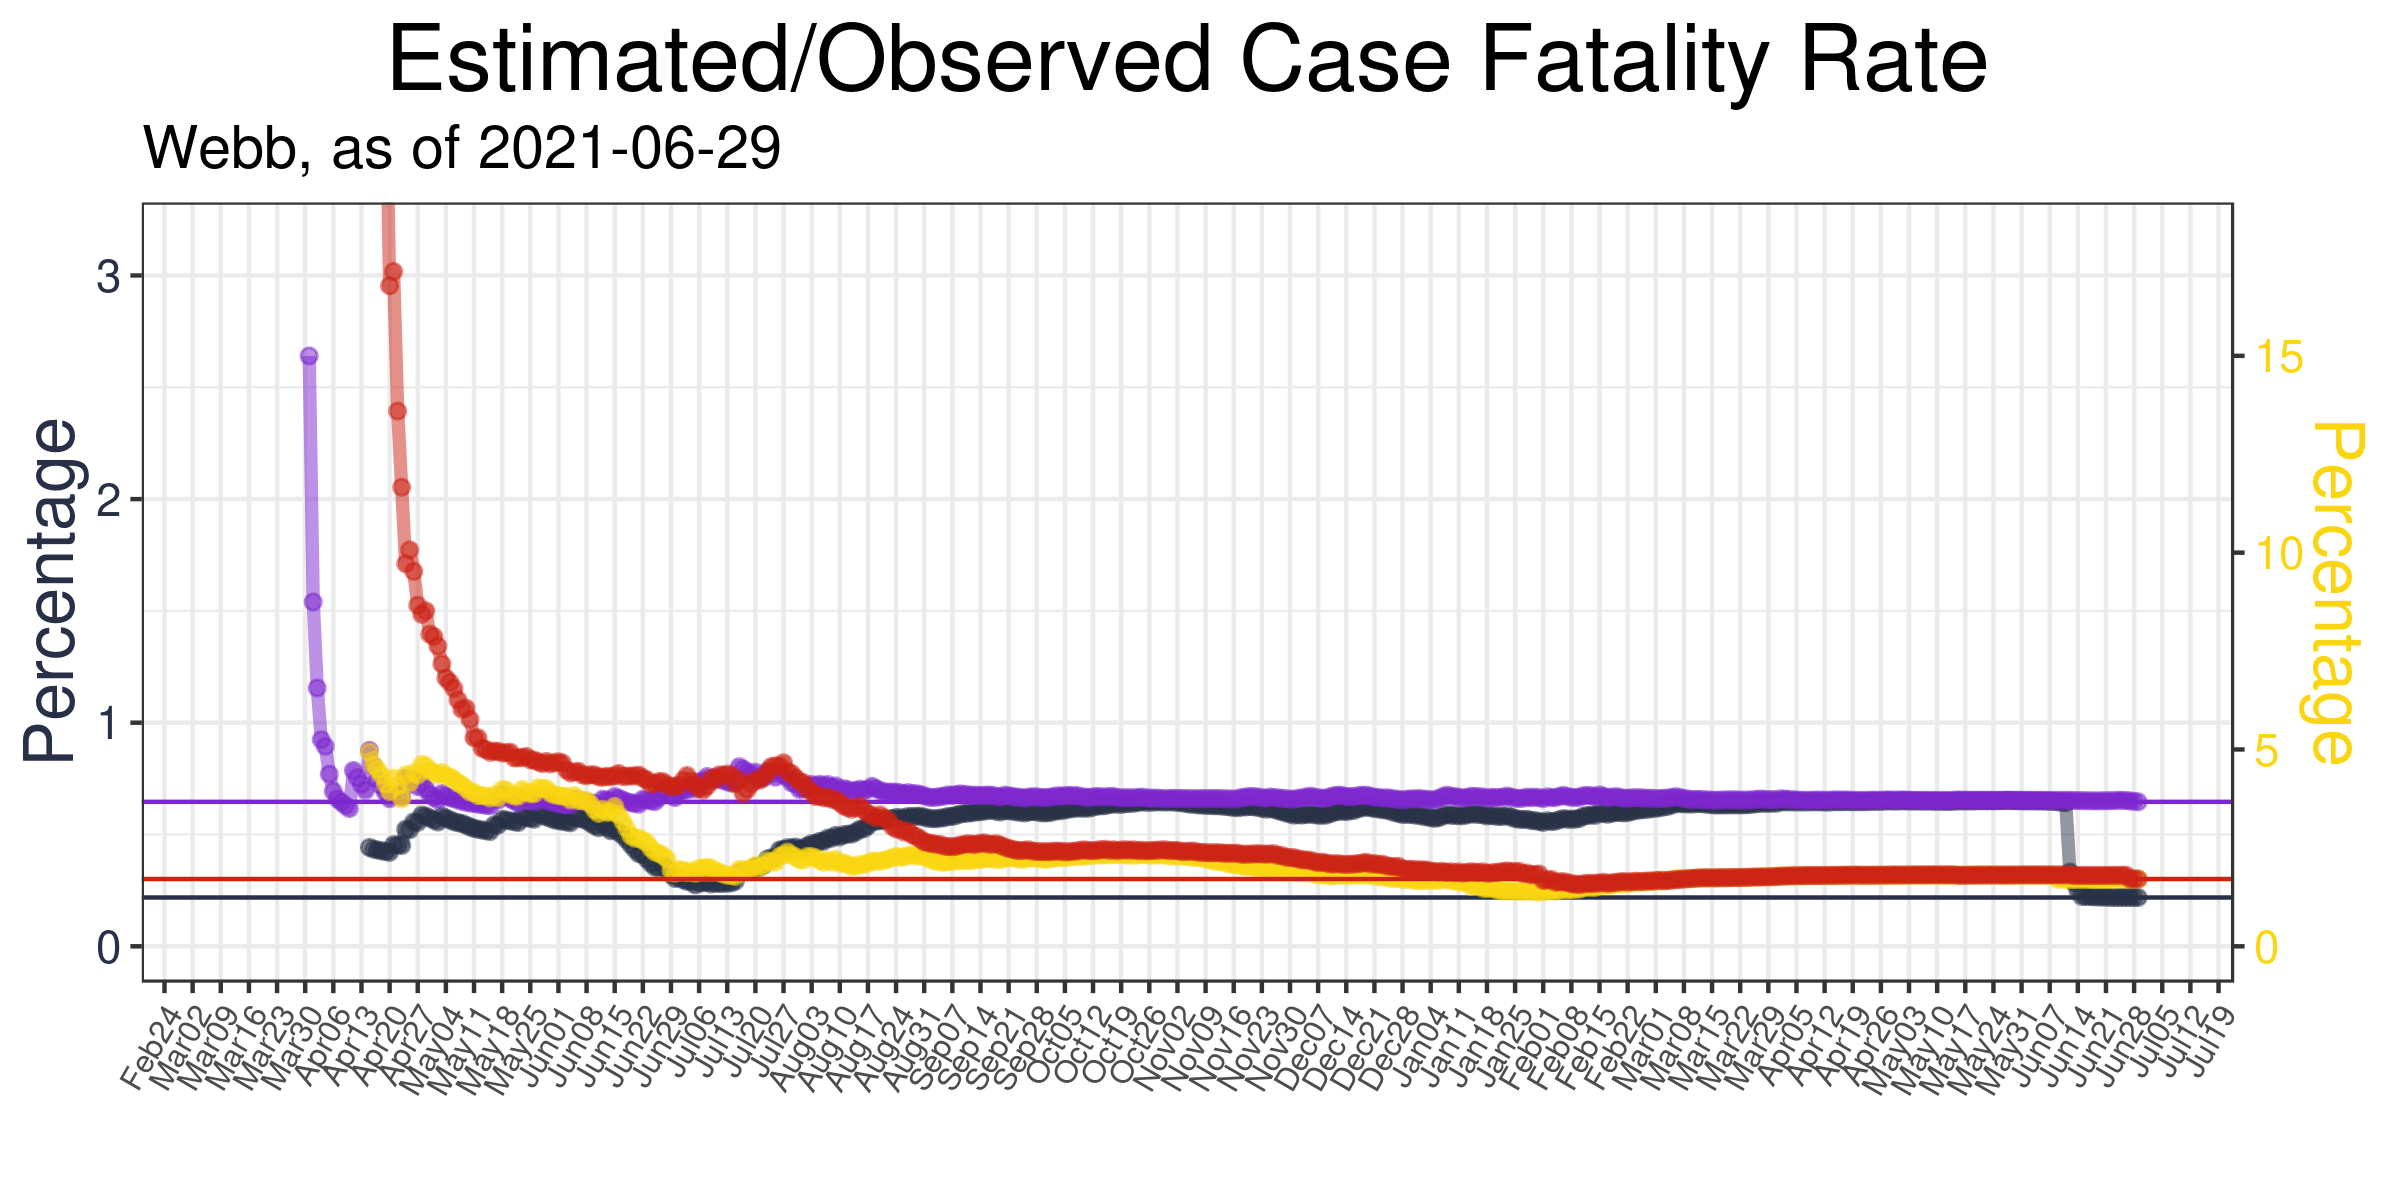 Estimated/Observed Case Fatality Rate
Webb, as of 2021-06-29
Percentage
3
2
1
0
15
10
5
0
Percentage
Feb24
Mar02
Mar09
Mar16
Mar23
Mar30
Apr06
Apr13
Apr20
Apr27
May04
May11
May18
May25
Jun01
Jun08
Jun15
Jun22
Jun29
Jul06
Jul13
Jul20
Jul27
Aug03
Aug10
Aug17
Aug24
Aug31
Sep07
Sep14
Sep21
Sep28
Oct05
Oct12
Oct19
Oct26
Nov02
Nov09
Nov16
Nov23
Nov30
Dec07
Dec14
Dec21
Dec28
Jan04
Jan11
Jan18
Jan25
Feb01
Feb08
Feb15
Feb22
Mar01
Mar08
Mar15
Mar22
Mar29
Apr05
Apr12
Apr19
Apr26
May03
May10
May17
May24
May31
Jun07
Jun14
Jun21
Jun28
Jul05
Jul12
Jul19